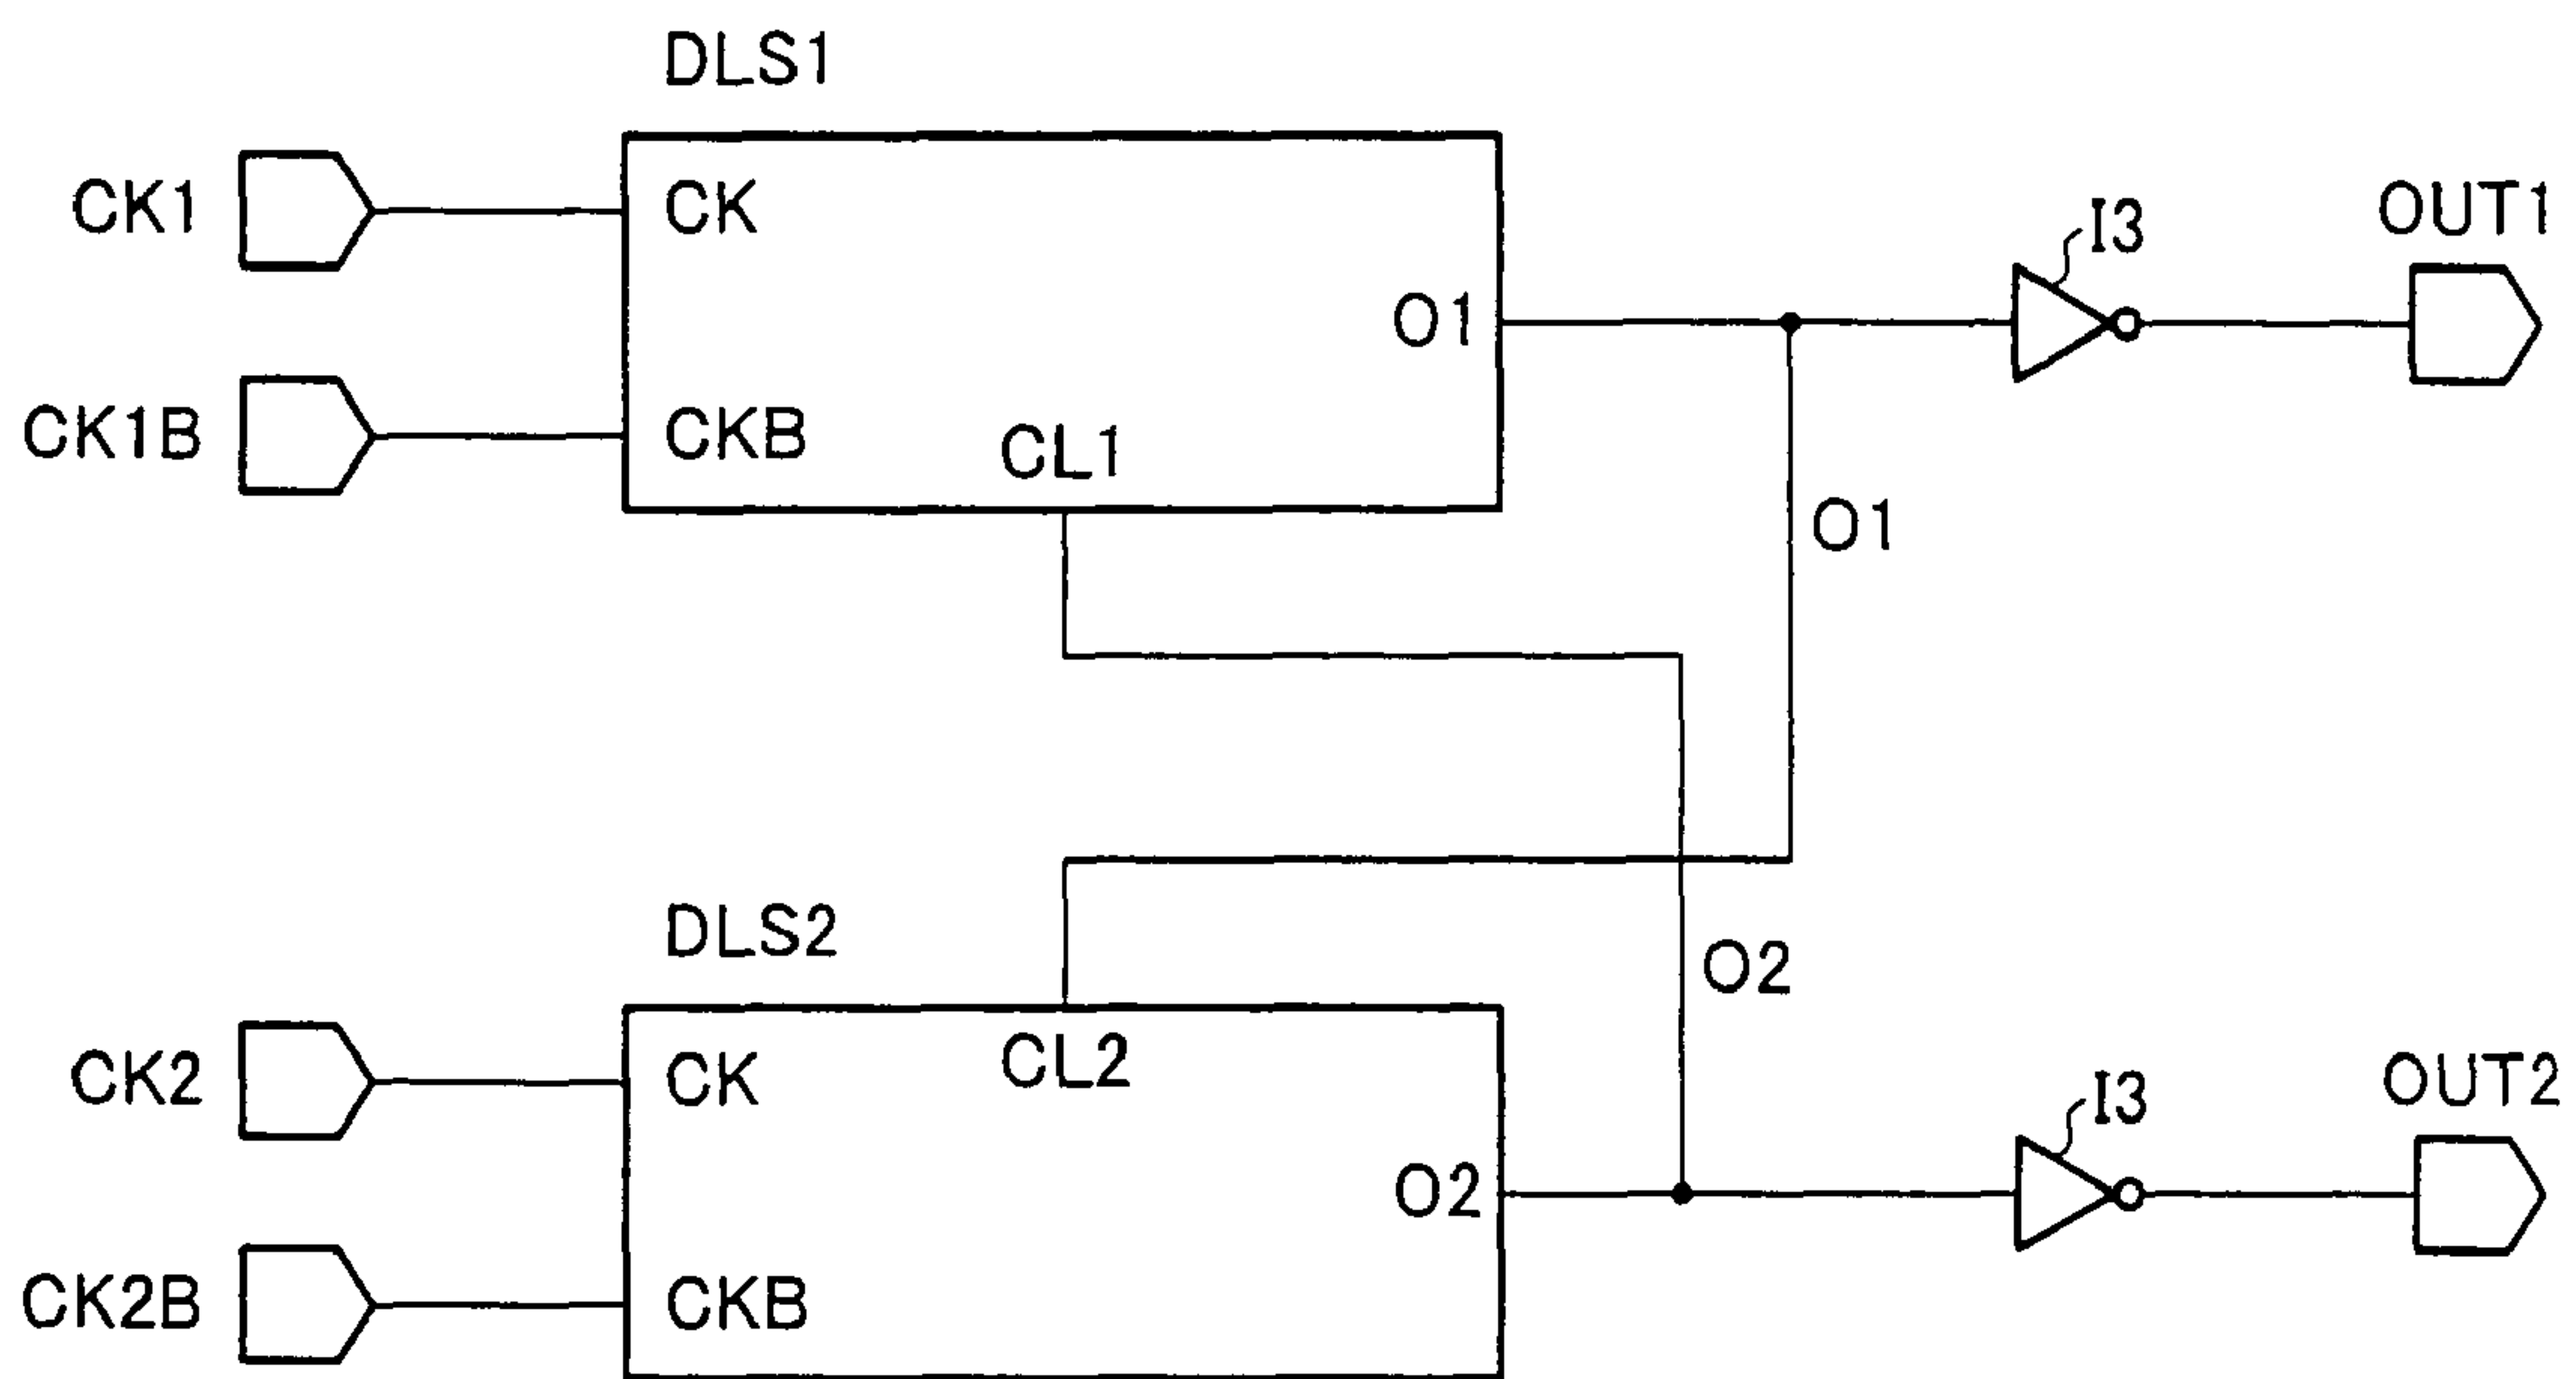 DLS1
CK1
CK
I3
OUT1
O1
CK1B
CKB
CL1
O1
DLS2
O2
CK2
CK
CL2
I3
OUT2
O2
CK2B
CKB